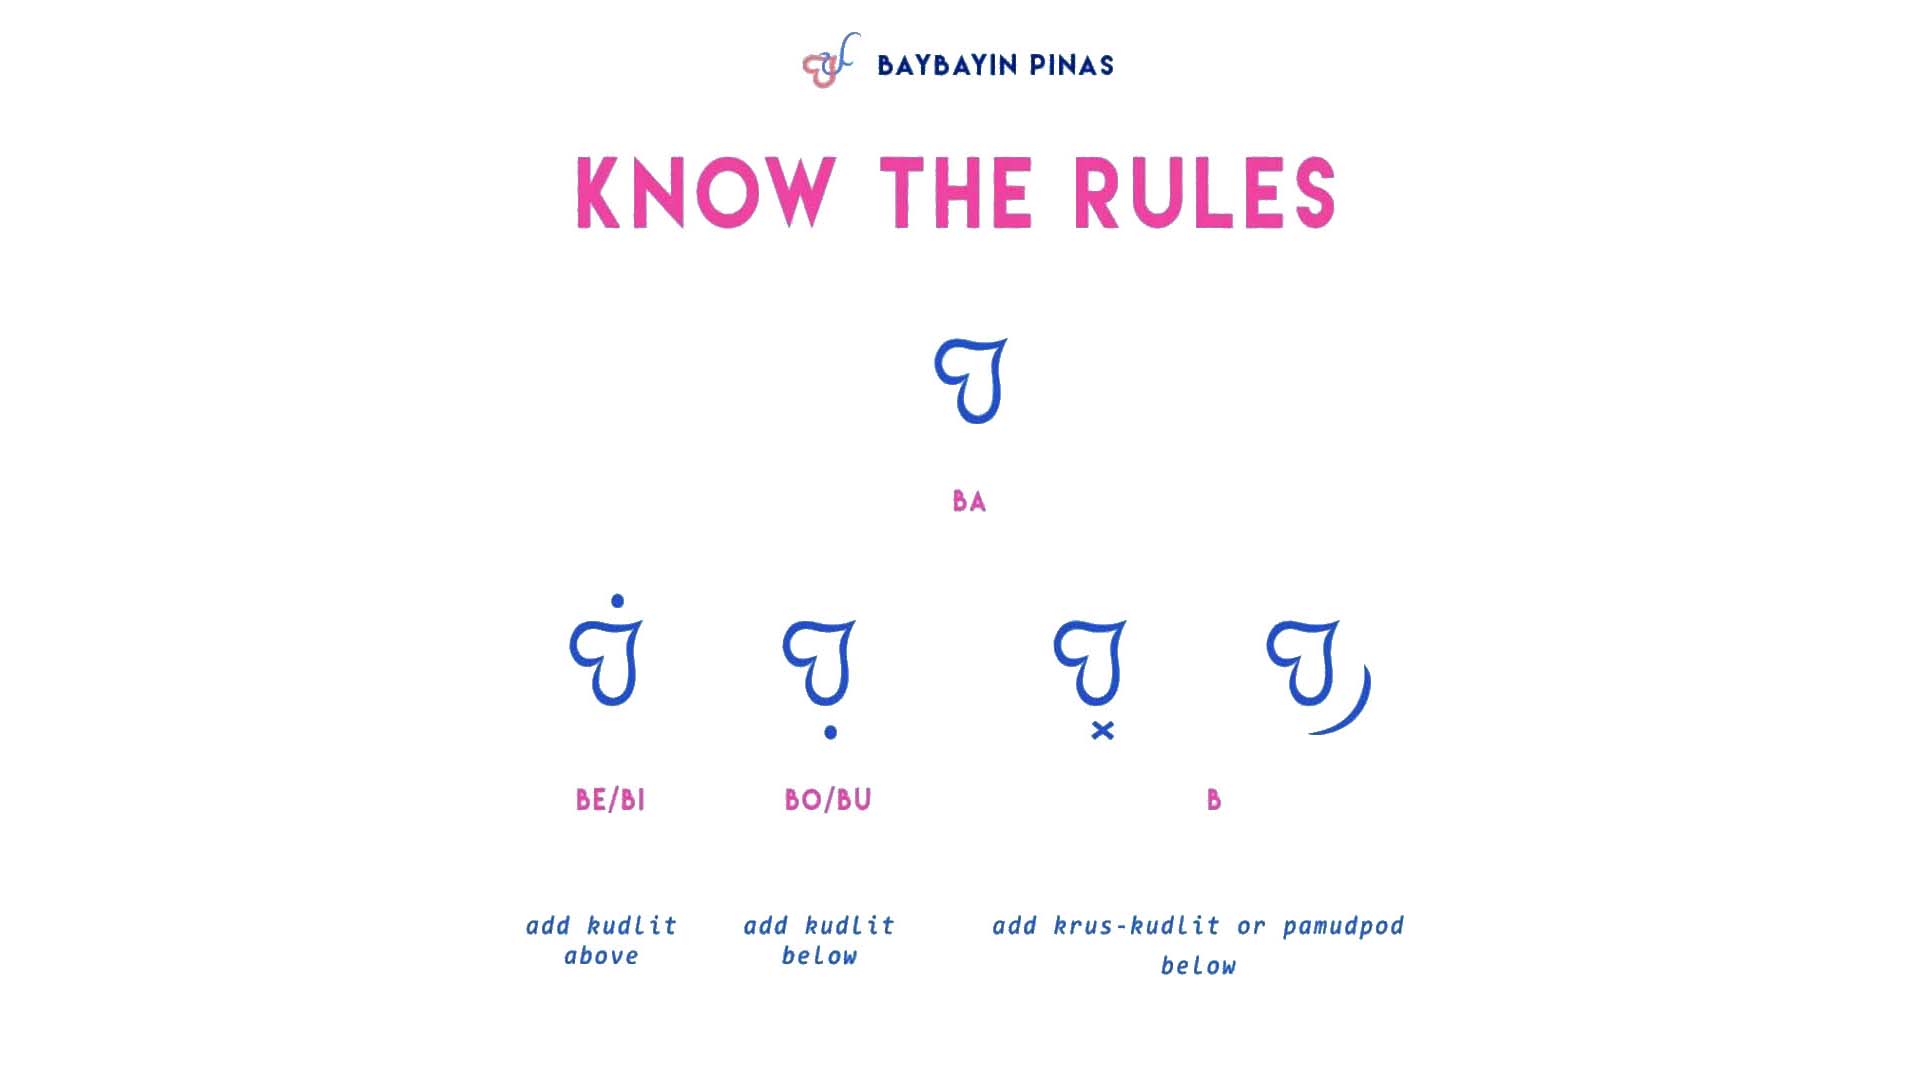 BAYBAYIN PINAS
KNOW THE RULES
ᜊ
BA
ᜊᜒ ᜊᜓ ᜊ᜔ ᜊ᜴
BE/BI BO/BU B
add kudlit above
add kudlit below
add krus-kudlit or pamudpod below